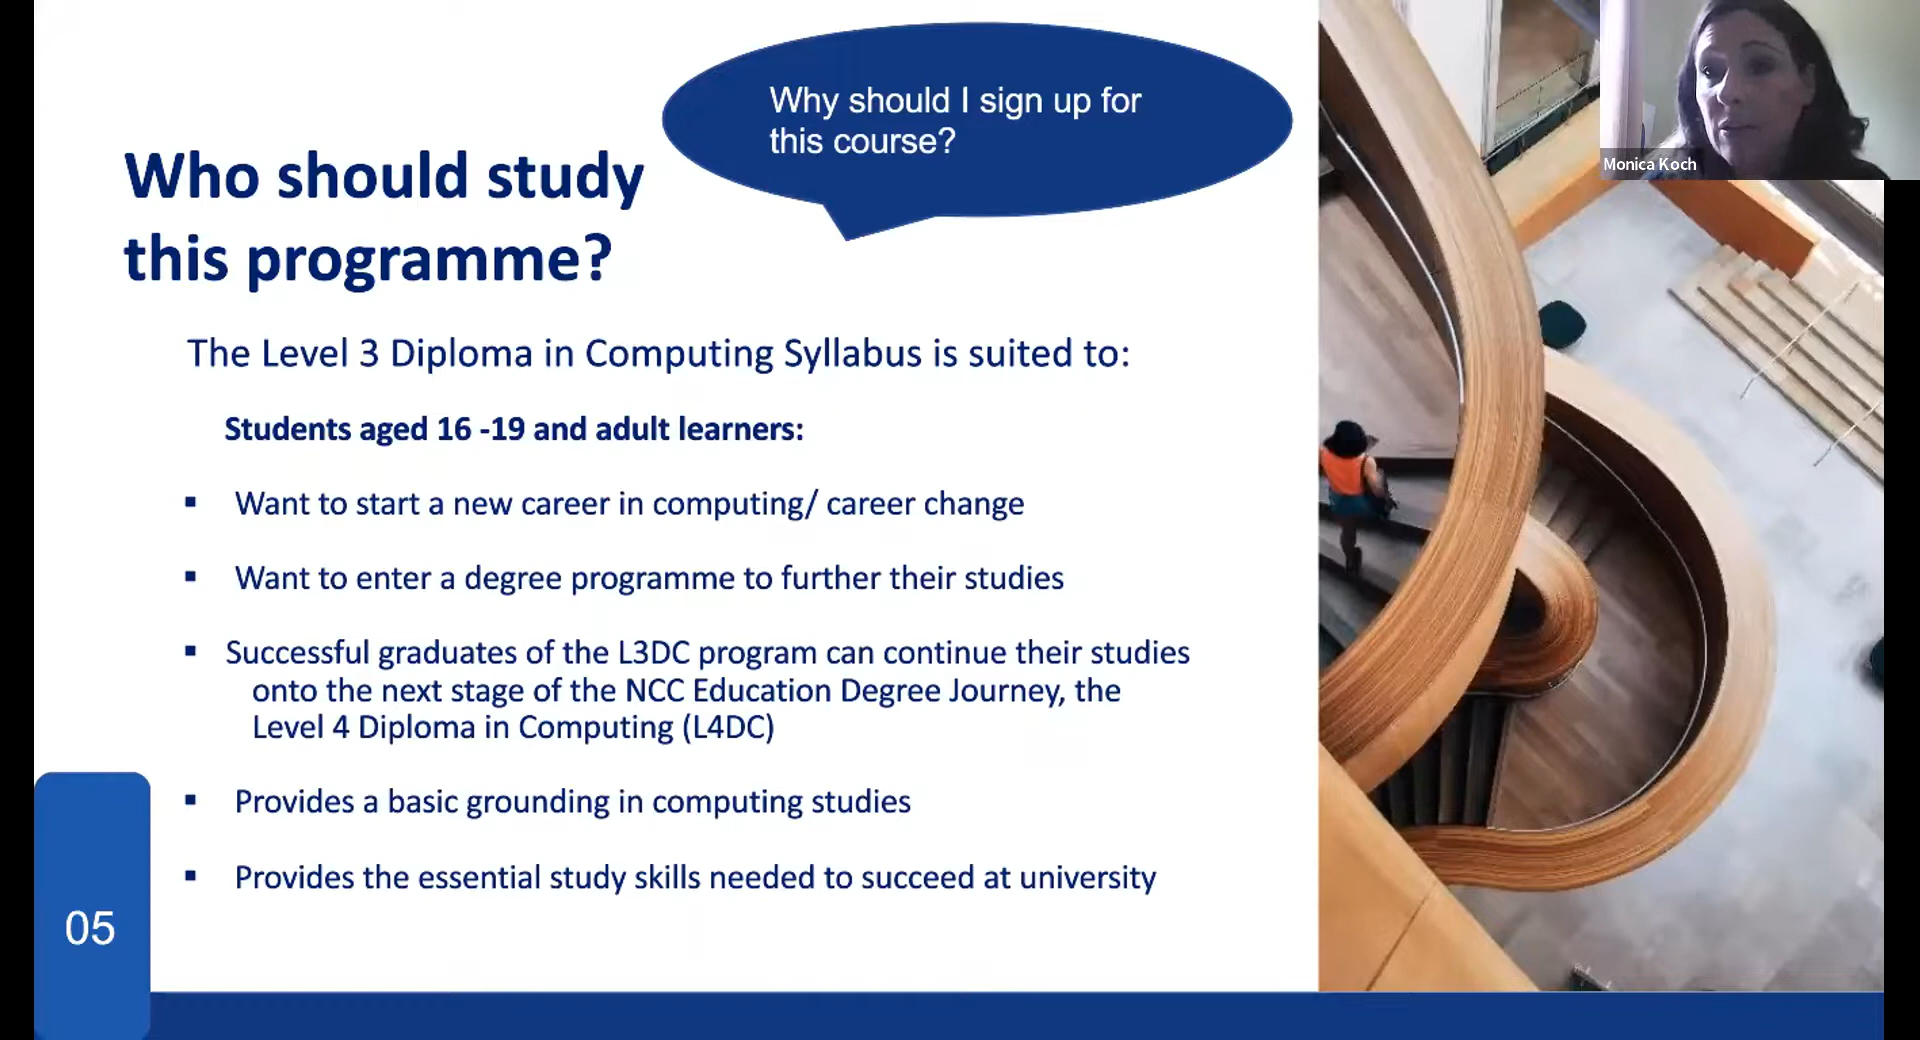 Why should I sign up for
this course?
Monica Koch
Who should study
this programme?
The Level 3 Diploma in Computing Syllabus is suited to:
Students aged 16 -19 and adult learners:
▪ Want to start a new career in computing/ career change
▪ Want to enter a degree programme to further their studies
▪ Successful graduates of the L3DC program can continue their studies
onto the next stage of the NCC Education Degree Journey, the
Level 4 Diploma in Computing (L4DC)
▪ Provides a basic grounding in computing studies
▪ Provides the essential study skills needed to succeed at university
05